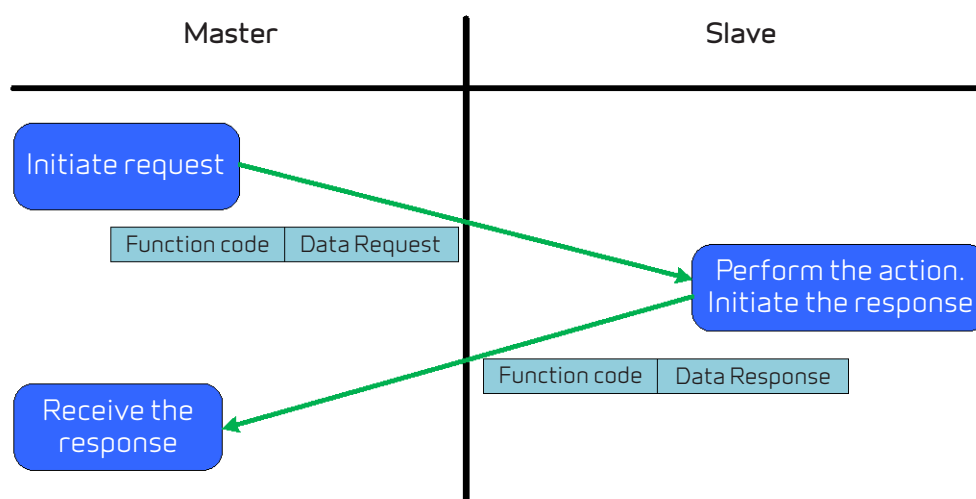 Master
Slave
Initiate request
Function code
Data Request
Perform the action.
Initiate the response
Function code
Data Response
Receive the
response